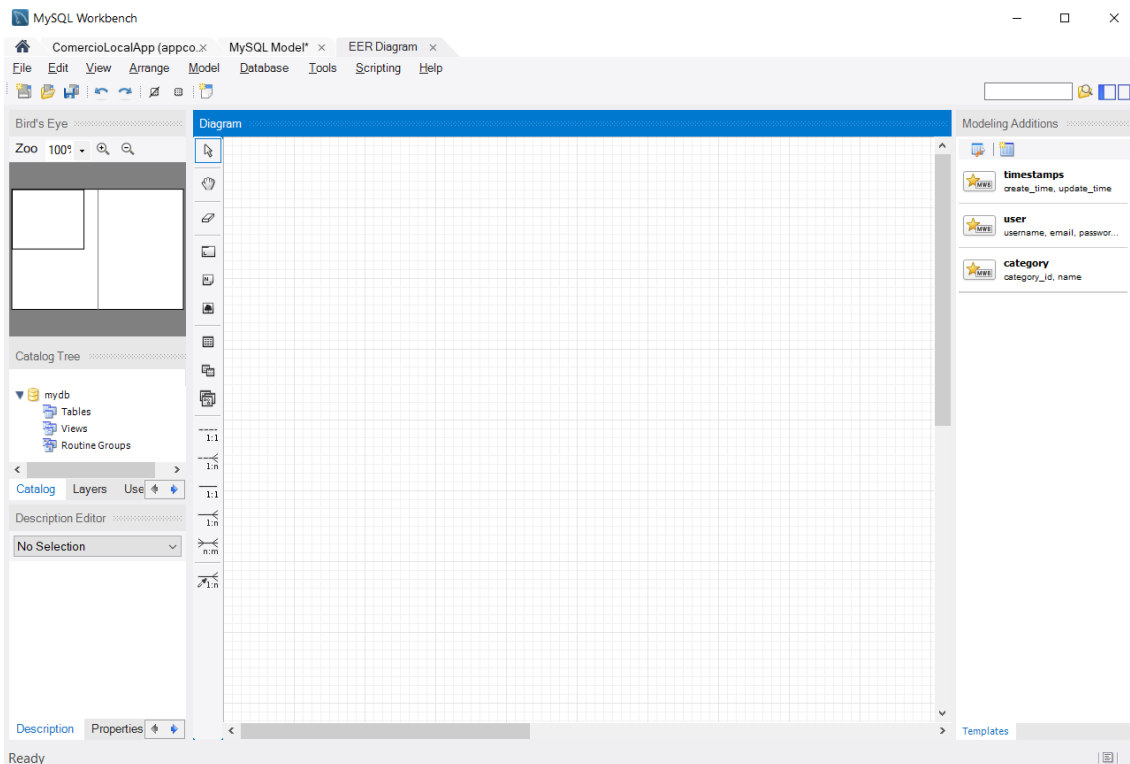 MySQL Workbench
ComercioLocalApp (appco.× MySQL Model* × EER Diagram ×
File Edit View Arrange Model Database Tools Scripting Help
Bird's Eye
Zoo 100%
Diagram
Modeling Additions
timestamps
create_time, update_time
user
username, email, passwor...
category
category_id, name
Catalog Tree
mydb
Tables
Views
Routine Groups
Catalog Layers Use
Description Editor
No Selection
1:1
1:n
1:1
1:n
n:m
1:n
Description Properties
Templates
Ready